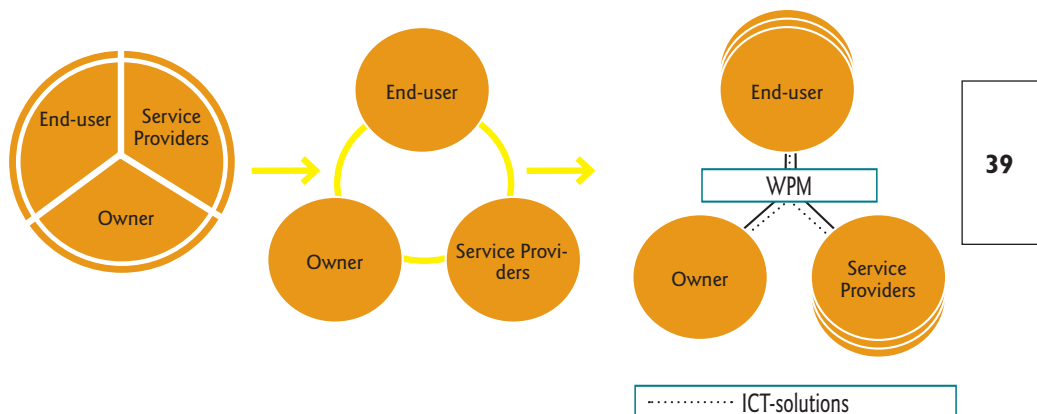 End-user
Service
Providers
Owner
End-user
Owner
Service Provi-
ders
End-user
WPM
Owner
Service
Providers
39
ICT-solutions